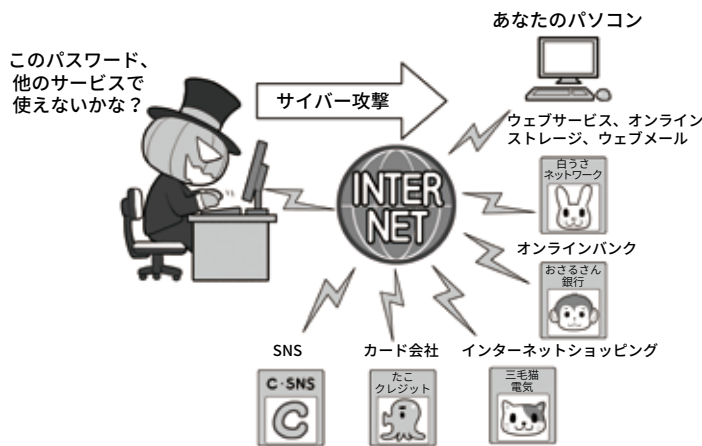 このパスワード、
他のサービスで
使えないかな？
サイバー攻撃
あなたのパソコン
ウェブサービス、オンライン
ストレージ、ウェブメール
白うさ
ネットワーク
INTER
NET
オンラインバンク
おさるさん
銀行
SNS
C・SNS
C
カード会社
たこ
クレジット
インターネットショッピング
三毛猫
電気